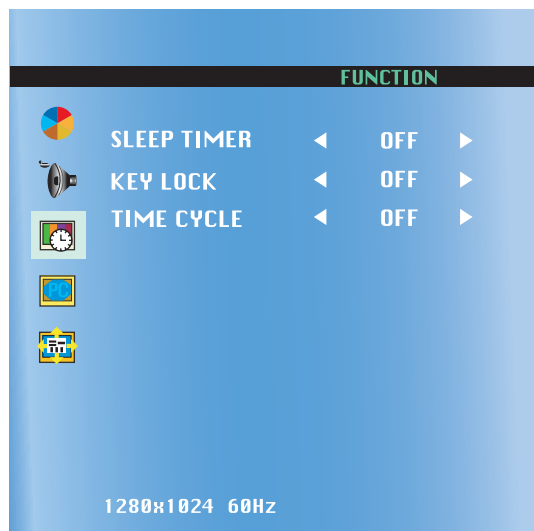 FUNCTION
SLEEP TIMER OFF
KEY LOCK OFF
TIME CYCLE OFF
PC
1280x1024 60Hz